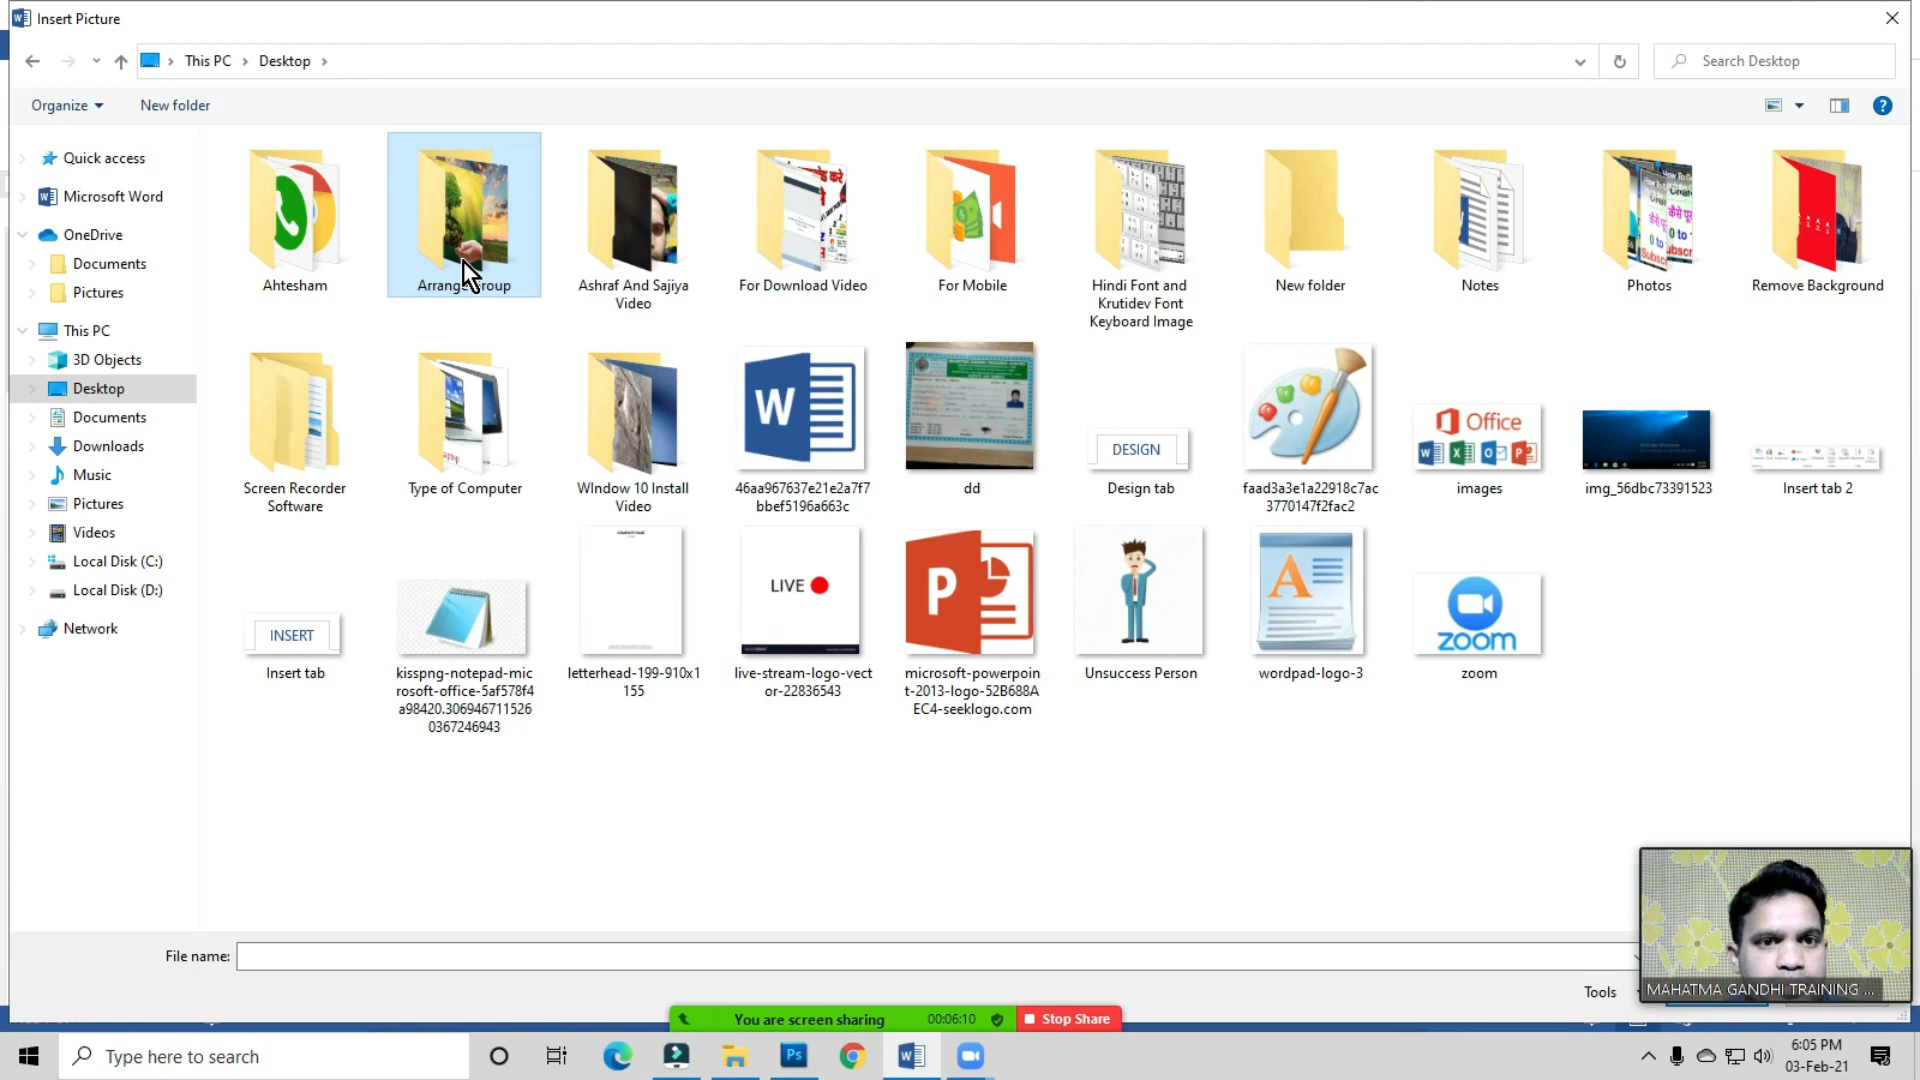 Insert Picture
This PC
Desktop
Search Desktop
Organize
New folder
Quick access
Microsoft Word
OneDrive
Documents
Pictures
This PC
3D Objects
Desktop
Documents
Downloads
Music
Pictures
Videos
Local Disk (C:)
Local Disk (D:)
Network
Ahtesham
Ashraf And Sajiya
Video
For Download Video
For Mobile
Hindi Font and
Krutidev Font
Keyboard Image
New folder
Notes
Photos
Remove Background
W
DESIGN
Office
Screen Recorder
Software
Type of Computer
WIndow 10 Install
Video
46aa967637e21e2a7f7
bbef5196a663c
dd
Design tab
faad3a3e1a22918c7ac
3770147f2fac2
images
img_56dbc73391523
Insert tab 2
INSERT
LIVE
P
A
zoom
Insert tab
kisspng-notepad-mic
rosoft-office-5af578f4
a98420.306946711526
0367246943
letterhead-199-910x1
155
live-stream-logo-vect
or-22836543
microsoft-powerpoin
t-2013-logo-52B688A
EC4-seeklogo.com
Unsuccess Person
wordpad-logo-3
zoom
File name:
Tools
MAHATMA GANDHI TRAINING ...
You are screen sharing 00:06:10 Stop Share
Type here to search
Ps
6:05 PM
03-Feb-21